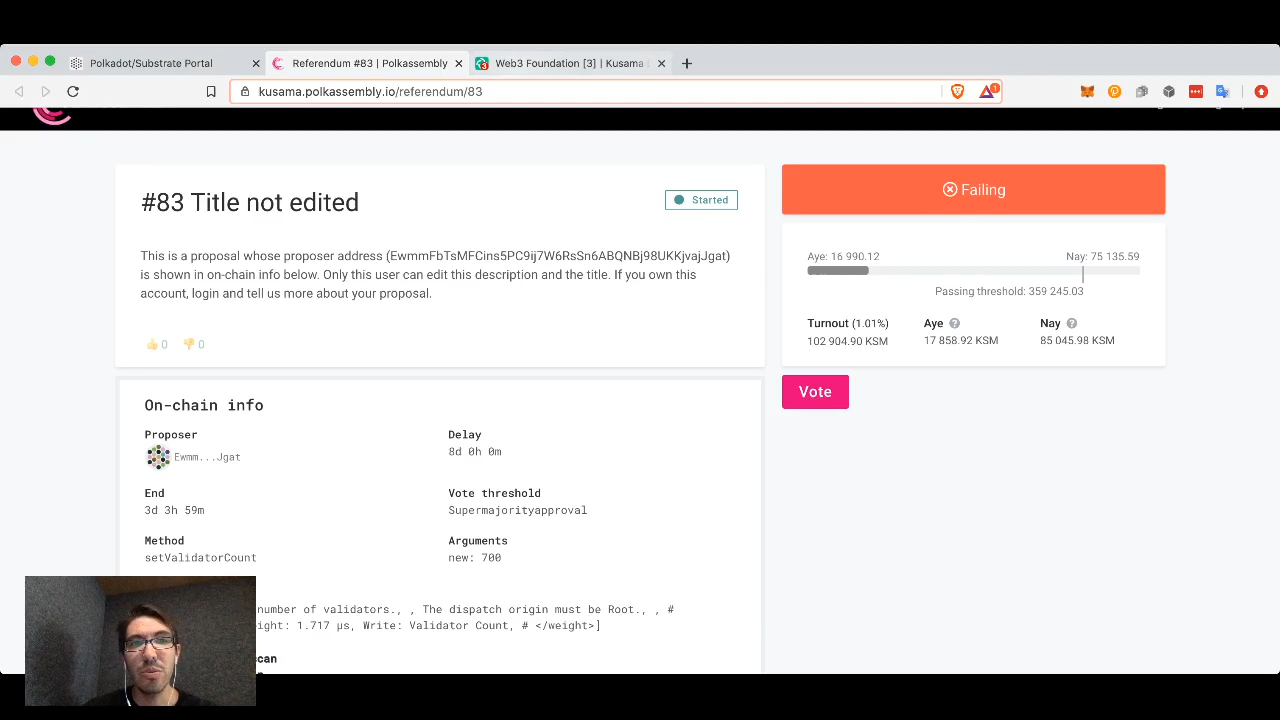 Polkadot/Substrate Portal
Referendum #83 | Polkassembly
Web3 Foundation [3] | Kusama
kusama.polkassembly.io/referendum/83
1
#83 Title not edited
Started
This is a proposal whose proposer address (EwmmFbTsMFCins5PC9ij7W6RsSn6ABQNBj98UKKjvajJgat)
is shown in on-chain info below. Only this user can edit this description and the title. If you own this
account, login and tell us more about your proposal.
0 0
Failing
Aye: 16 990.12 Nay: 75 135.59
Passing threshold: 359 245.03
Turnout (1.01%) Aye Nay
102 904.90 KSM 17 858.92 KSM 85 045.98 KSM
Vote
On-chain info
Proposer Delay
Ewmm...Jgat 8d 0h 0m
End Vote threshold
3d 3h 59m Supermajorityapproval
Method Arguments
setValidatorCount new: 700
number of validators., , The dispatch origin must be Root., , #
ight: 1.717 µs, Write: Validator Count, # </weight>]
scan